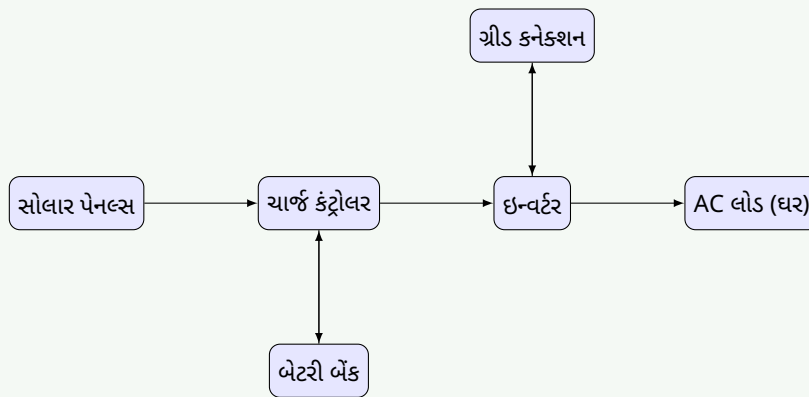 ગ્રીડ કનેક્શન
સોલાર પેનલ્સ
ચાર્જ કંટ્રોલર
ઇન્વર્ટર
AC લોડ (ઘર)
બેટરી બેંક